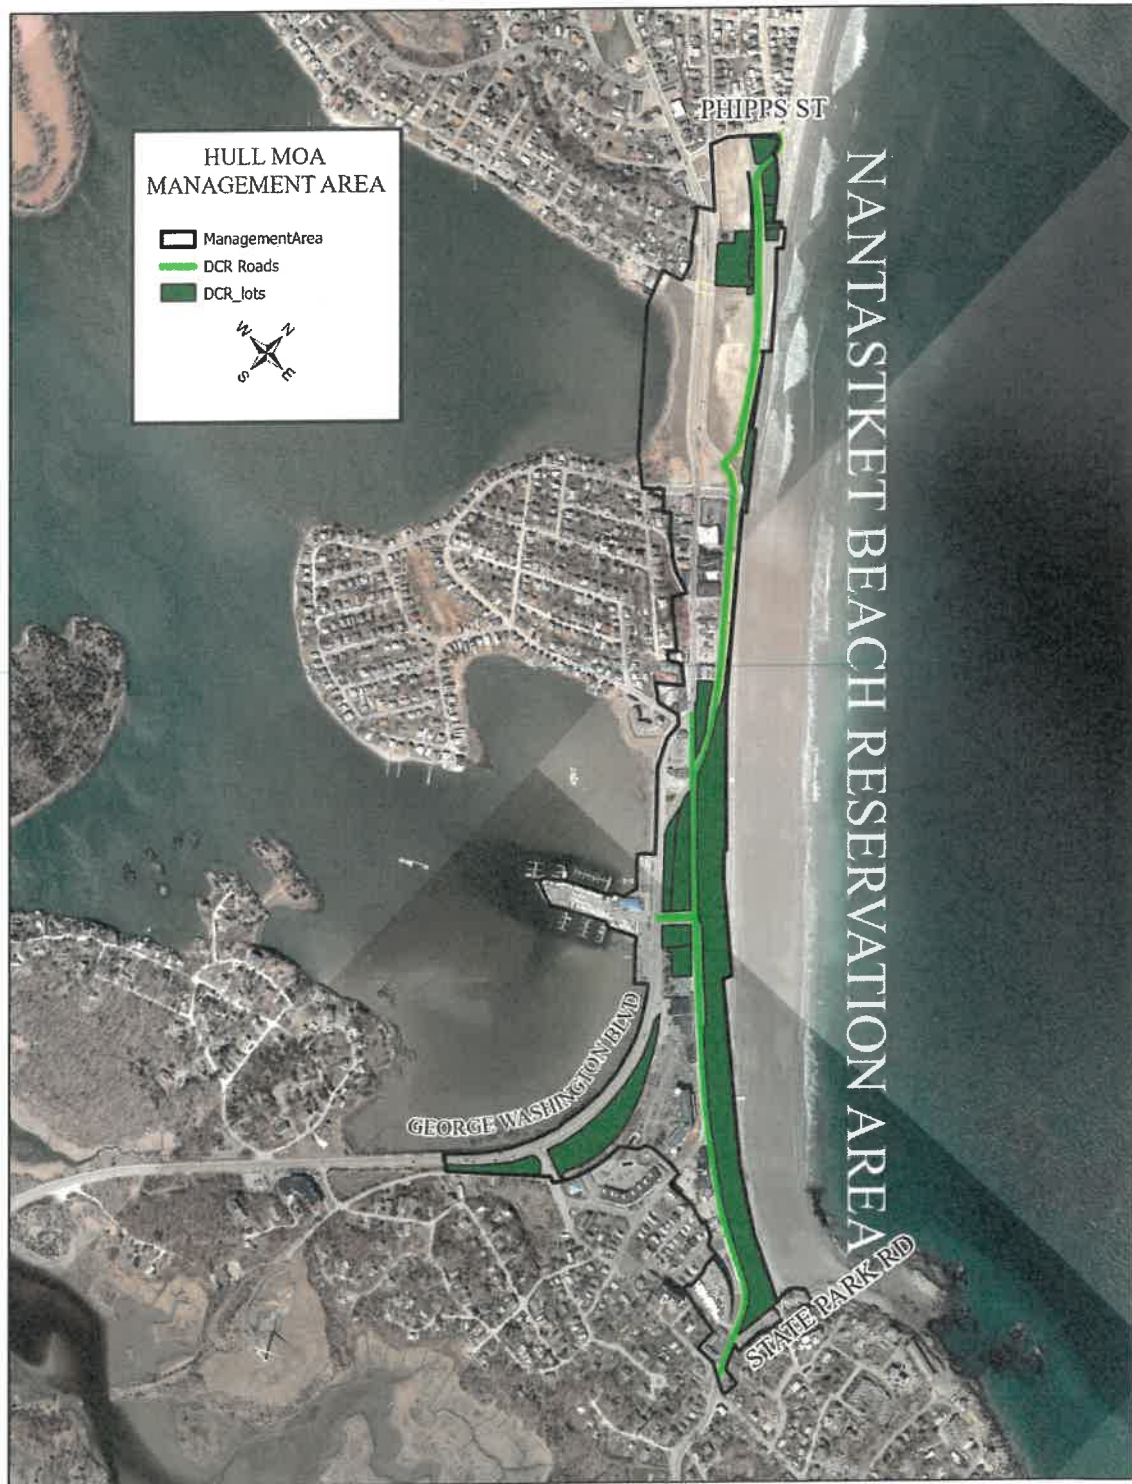 PHIPPS ST
HULL MOA
MANAGEMENT AREA
ManagementArea
DCR Roads
DCR_lots
W
N
S
E
NANTASTKET BEACH RESERVATION AREA
GEORGE WASHINGTON BLVD
STATE PARK RD